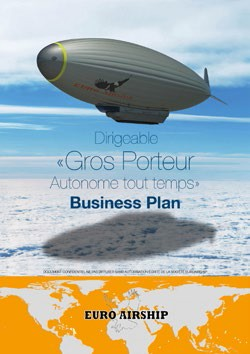 Dirigeable
«Gros Porteur
Autonome tout temps»
Business Plan
EURO AIRSHIP